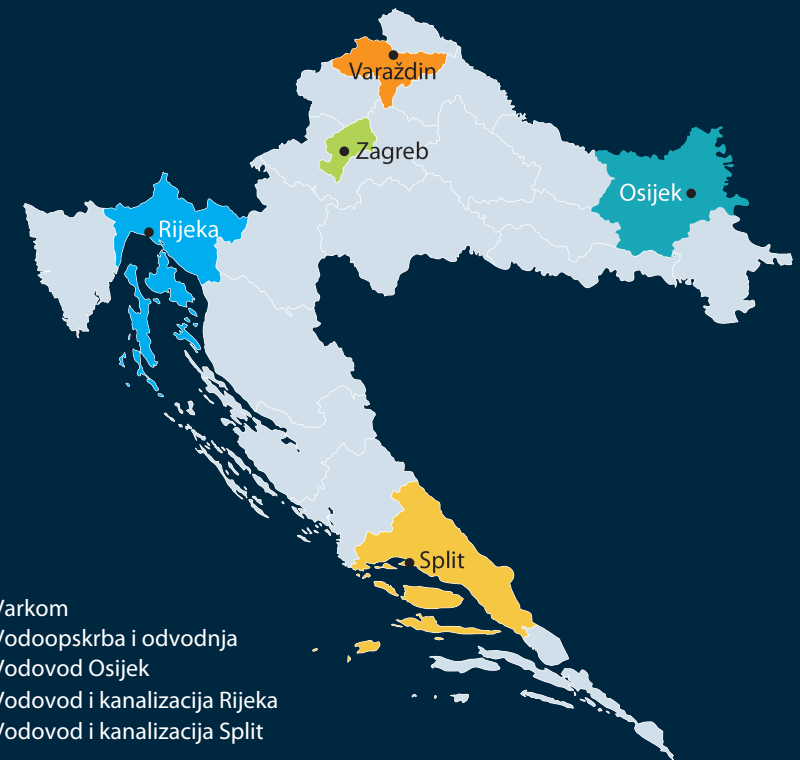 Varaždin
Zagreb
Osijek
Rijeka
Split
Varkom
Vodoopskrba i odvodnja
Vodovod Osijek
Vodovod i kanalizacija Rijeka
Vodovod i kanalizacija Split